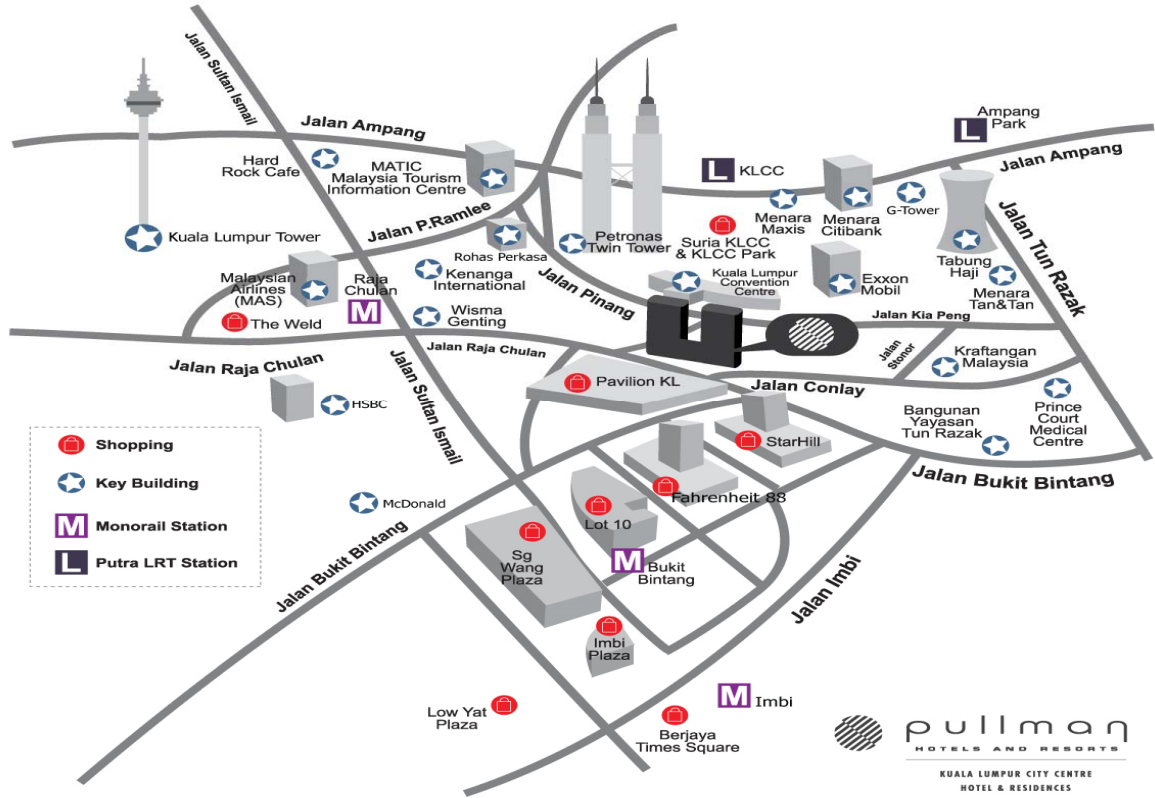 Jalan Sultan Ismail
Jalan Ampang
Ampang
Park
L
Jalan Ampang
Hard
Rock Cafe
MATIC
Malaysia Tourism
Information Centre
L
KLCC
Menara
Maxis
Menara
Citibank
G-Tower
Jalan P.Ramlee
Kuala Lumpur Tower
Rohas Perkasa
Petronas
Twin Tower
Suria KLCC
& KLCC Park
Tabung
Haji
Jalan Tun Razak
Malaysian
Airlines
(MAS)
Raja
Chulan
M
Kenanga
International
Jalan Pinang
Kuala Lumpur
Convention
Centre
Exxon
Mobil
Menara
Tan&Tan
The Weld
Wisma
Genting
Jalan Kia Peng
Jalan Raja Chulan
Jalan Raja Chulan
Jalan Stonor
Kraftangan
Malaysia
Jalan Sultan Ismail
Pavilion KL
Jalan Conlay
HSBC
Bangunan
Yayasan
Tun Razak
Prince
Court
Medical
Centre
StarHill
Jalan Bukit Bintang
Shopping
Key Building
M
Monorail Station
L
Putra LRT Station
McDonald
Fahrenheit 88
Lot 10
Jalan Bukit Bintang
Sg
Wang
Plaza
M
Bukit
Bintang
Jalan Imbi
Imbi
Plaza
Low Yat
Plaza
M
Imbi
Berjaya
Times Square
pullman
HOTELS AND RESORTS
KUALA LUMPUR CITY CENTRE
HOTEL & RESIDENCES